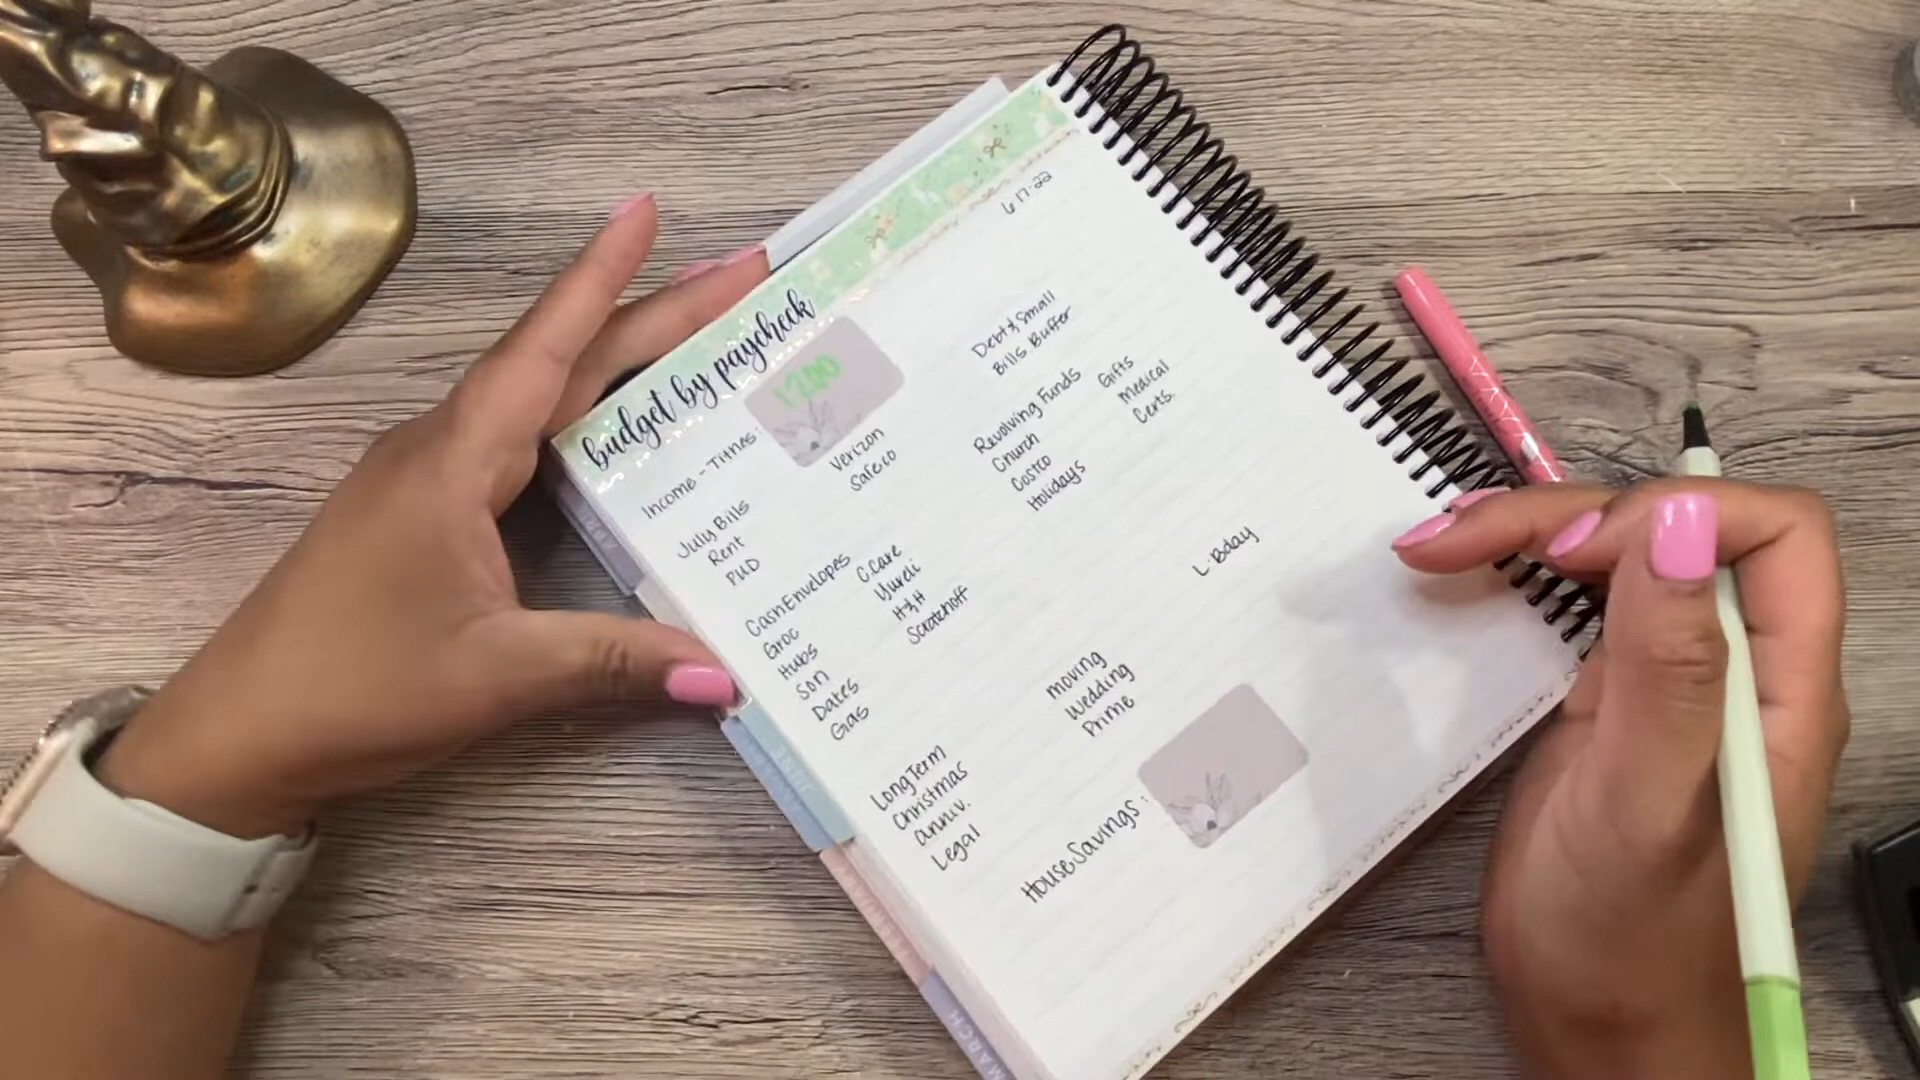 budget by paycheck
6·17·22
Income - Tithes:
1200
July Bills
Rent
PUD
Verizon
Safeco
Debt & Small
Bills Buffer
Cash Envelopes
Groc
Hubs
Son
Dates
Gas
C.Care
Yureli
H&H
Scratchoff
Revolving Funds
Church
Costco
Holidays
Gifts
Medical
Certs.
Long Term
Christmas
Anniv.
Legal
Moving
Wedding
Prime
L-Bday
House Savings:
JUNE
MARCH